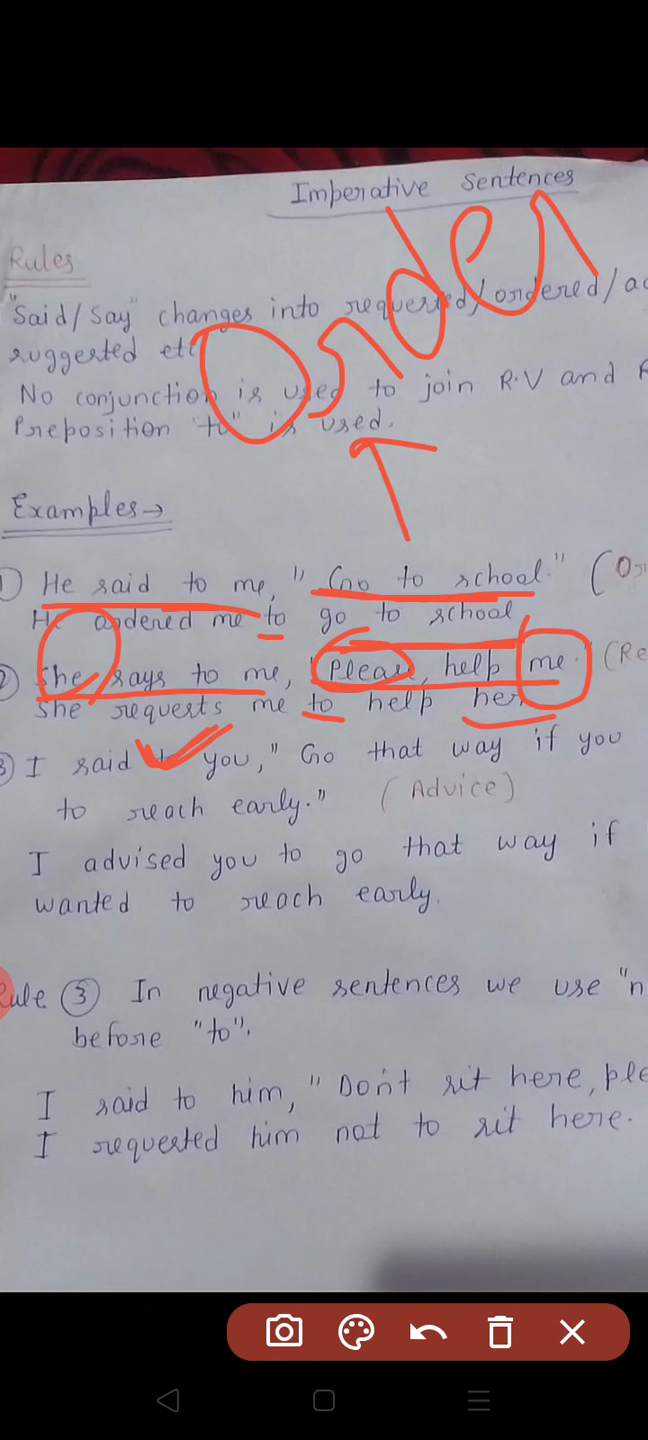 Imperative Sentences
Rules
"Said/Say" changes into requested/ordered/
suggested etc
No conjunction is used to join R.V and
Preposition "to" is used.
Order
Examples→
1) He said to me, "Go to school." (
He ordered me to go to school
2) She says to me, "Please, help me." (
She requests me to help her
3) I said to you," Go that way if you
to reach early." (Advice)
I advised you to go that way if
wanted to reach early.
Rule (3) In negative sentences we use "
before "to".
I said to him, "Don't sit here,
I requested him not to sit here.